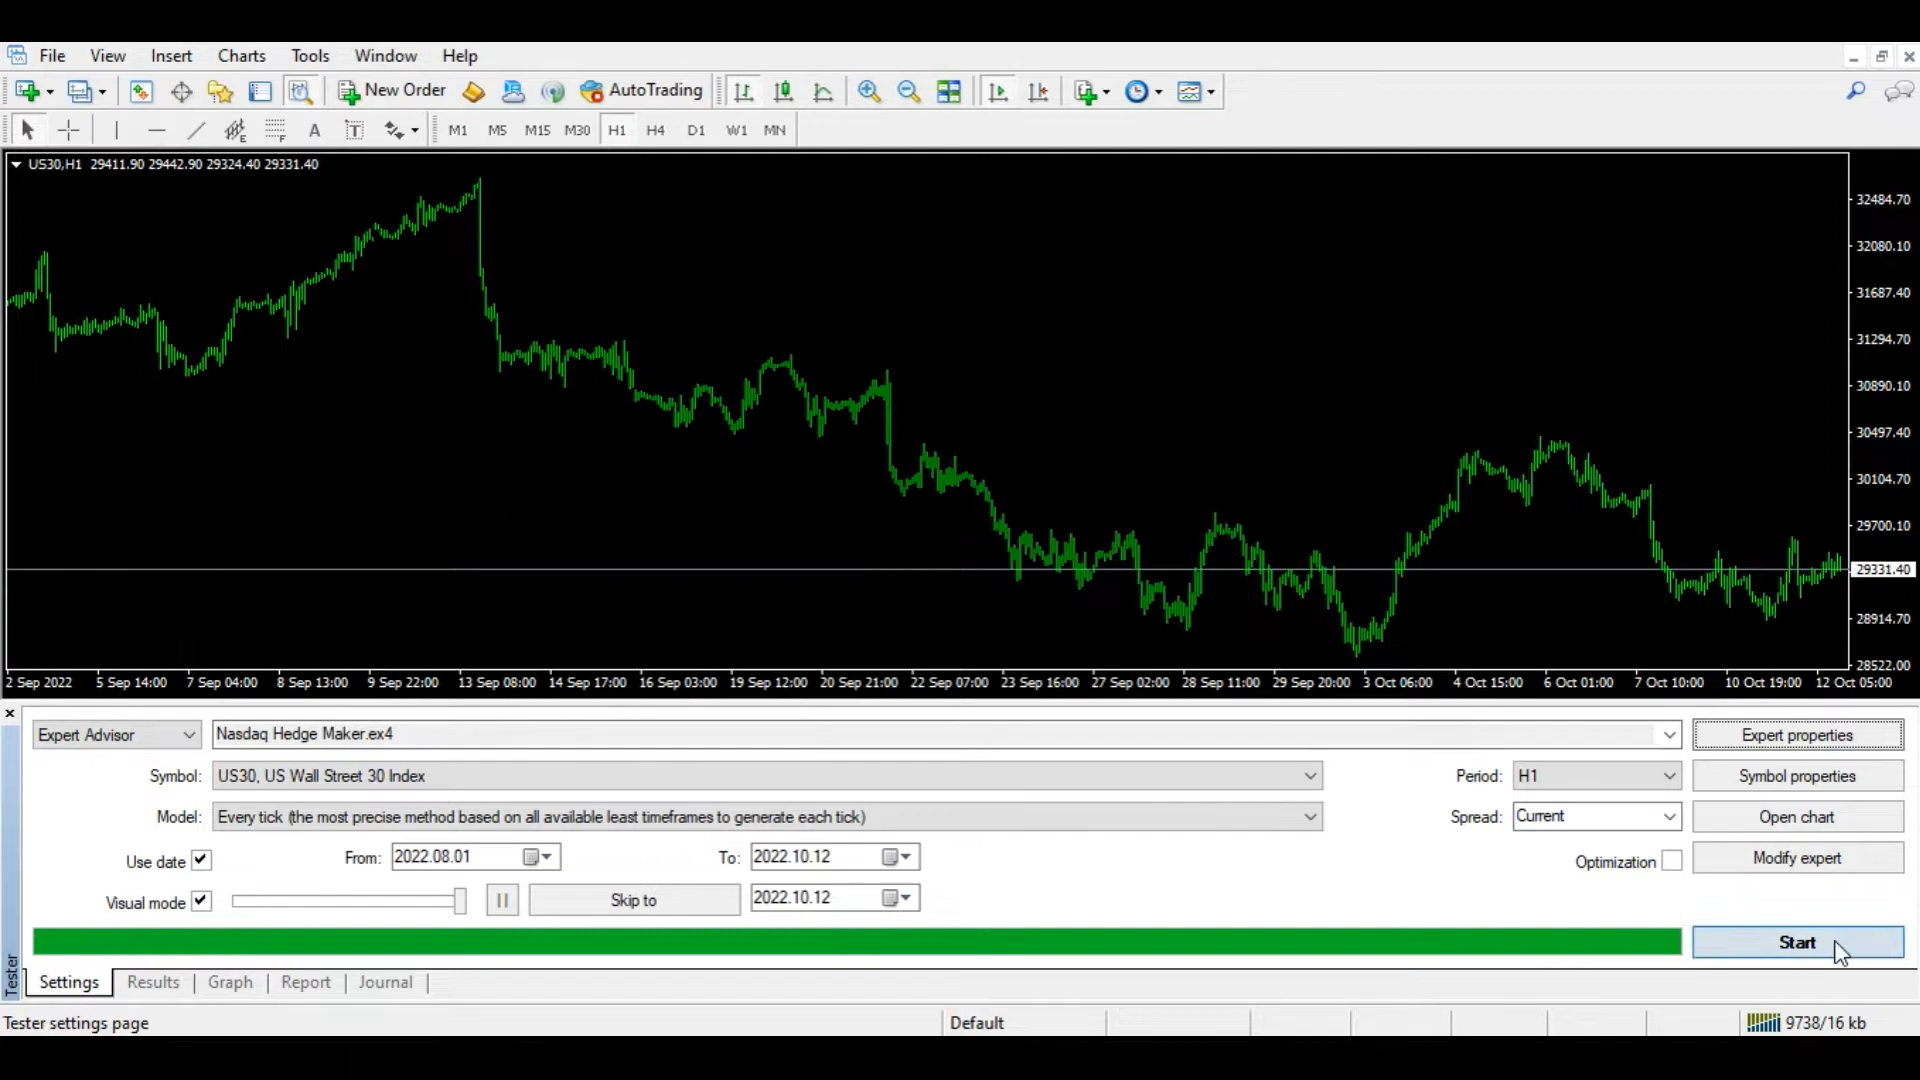 File View Insert Charts Tools Window Help
New Order AutoTrading
E F A T M1 M5 M15 M30 H1 H4 D1 W1 MN
US30,H1 29411.90 29442.90 29324.40 29331.40
32484.70
32080.10
31687.40
31294.70
30890.10
30497.40
30104.70
29700.10
29331.40
28914.70
28522.00
2 Sep 2022 5 Sep 14:00 7 Sep 04:00 8 Sep 13:00 9 Sep 22:00 13 Sep 08:00 14 Sep 17:00 16 Sep 03:00 19 Sep 12:00 20 Sep 21:00 22 Sep 07:00 23 Sep 16:00 27 Sep 02:00 28 Sep 11:00 29 Sep 20:00 3 Oct 06:00 4 Oct 15:00 6 Oct 01:00 7 Oct 10:00 10 Oct 19:00 12 Oct 05:00
Expert Advisor Nasdaq Hedge Maker.ex4 Expert properties
Symbol: US30, US Wall Street 30 Index Period: H1 Symbol properties
Model: Every tick (the most precise method based on all available least timeframes to generate each tick) Spread: Current Open chart
Use date From: 2022.08.01 To: 2022.10.12 Optimization Modify expert
Visual mode Skip to 2022.10.12
Start
Tester
Settings Results Graph Report Journal
Tester settings page Default 9738/16 kb